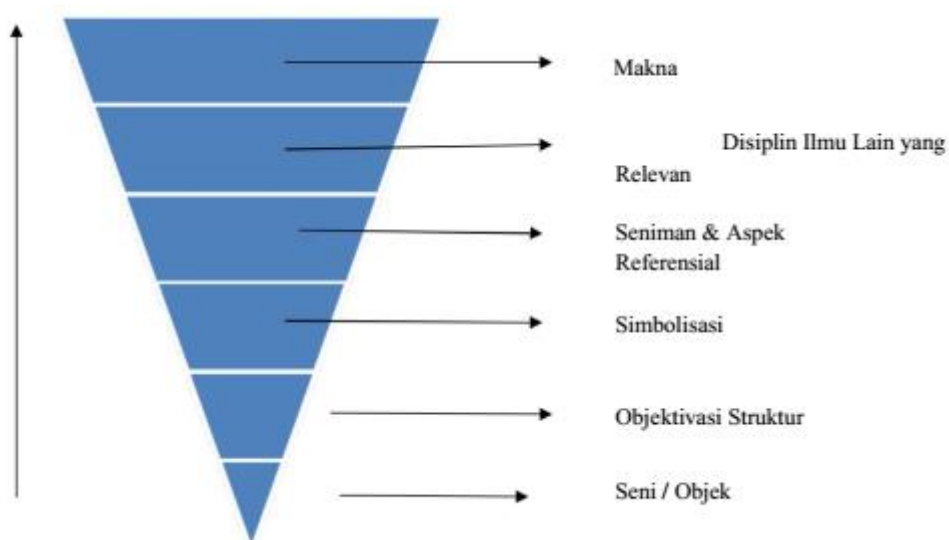 Makna
Disiplin Ilmu Lain yang
Relevan
Seniman & Aspek
Referensial
Simbolisasi
Objektivasi Struktur
Seni / Objek